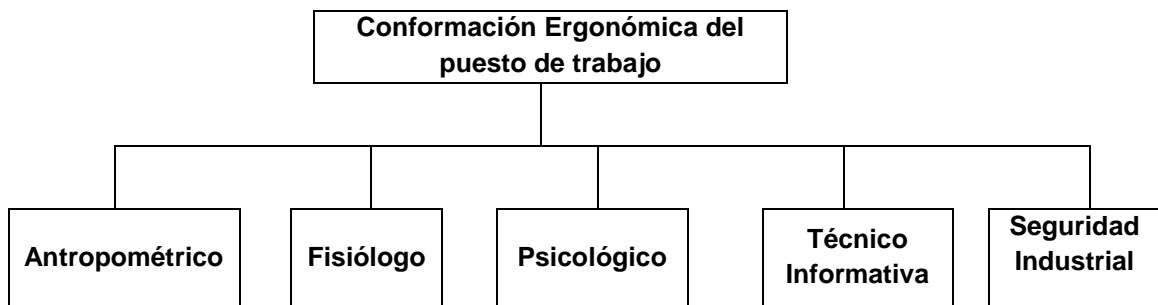 Conformación Ergonómica del
puesto de trabajo
Antropométrico
Fisiólogo
Psicológico
Técnico
Informativa
Seguridad
Industrial